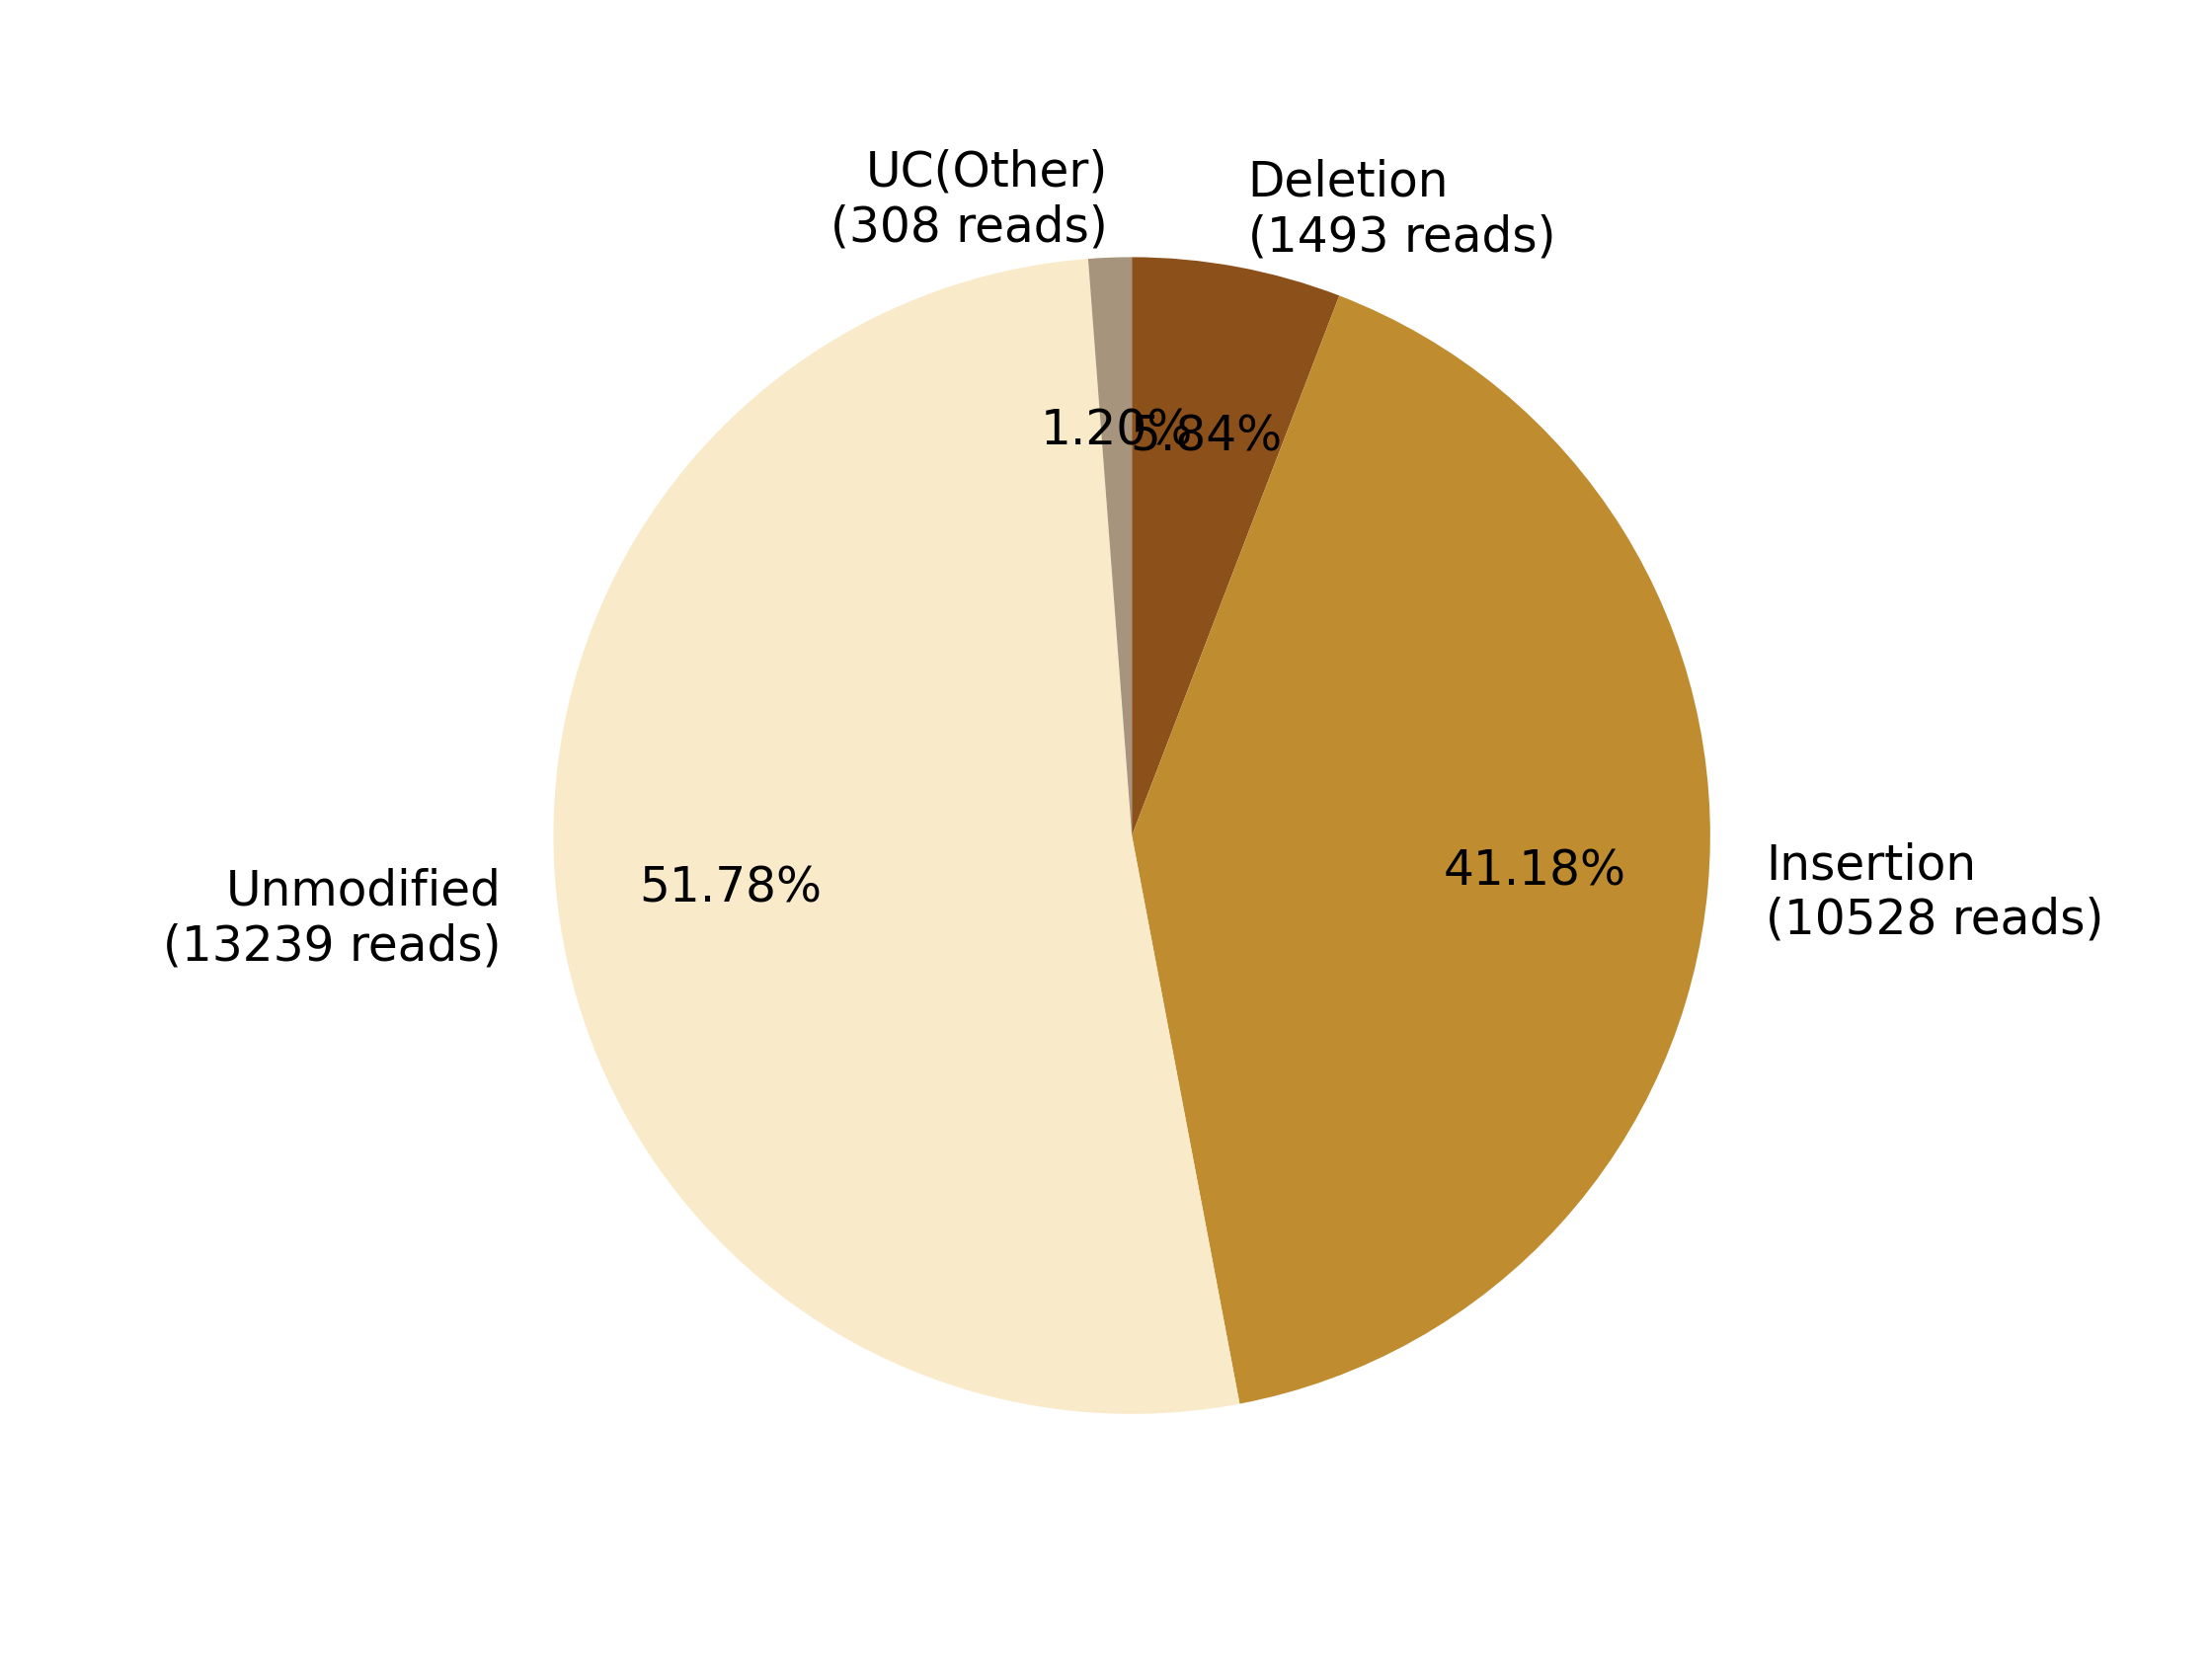 UC(Other)
(308 reads)
Deletion
(1493 reads)
1.20%
5.84%
Unmodified
(13239 reads)
51.78%
41.18%
Insertion
(10528 reads)